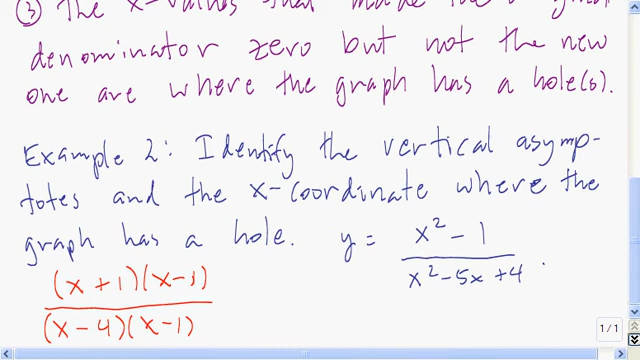 (3) The x-values that made the
denominator zero but not the new
one are where the graph has a hole(s).
Example 2: Identify the vertical asymp-
totes and the x-coordinate where the
graph has a hole. y = x² - 1 / x² - 5x + 4 .
(x + 1)(x - 1)
(x - 4)(x - 1)
1/1